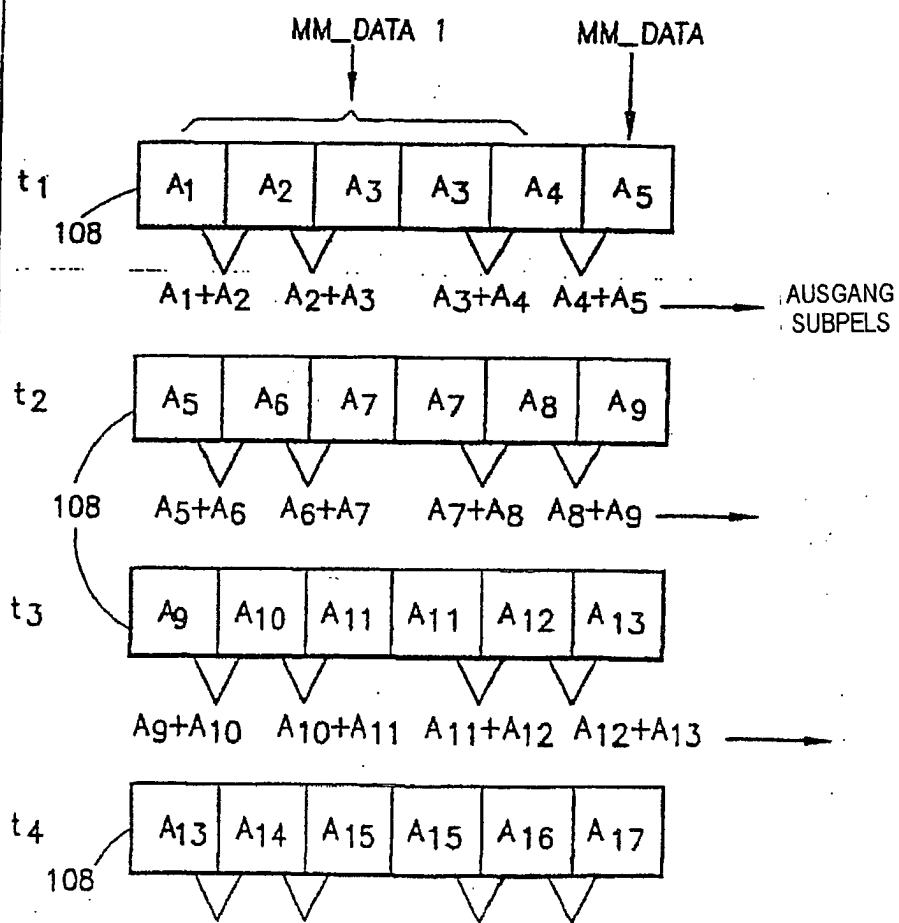 MM_DATA 1 MM_DATA
t1 A1 A2 A3 A3 A4 A5
108
A1+A2 A2+A3 A3+A4 A4+A5 AUSGANG
SUBPELS
t2 A5 A6 A7 A7 A8 A9
108 A5+A6 A6+A7 A7+A8 A8+A9
t3 A9 A10 A11 A11 A12 A13
A9+A10 A10+A11 A11+A12 A12+A13
t4 A13 A14 A15 A15 A16 A17
108